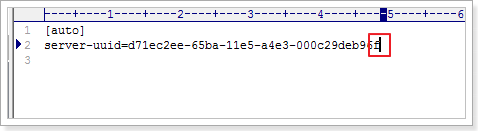 ----+----1----+----2----+----3----+----4----+----5----+----6
1 [auto]
2 server-uuid=d71ec2ee-65ba-11e5-a4e3-000c29deb96f
3